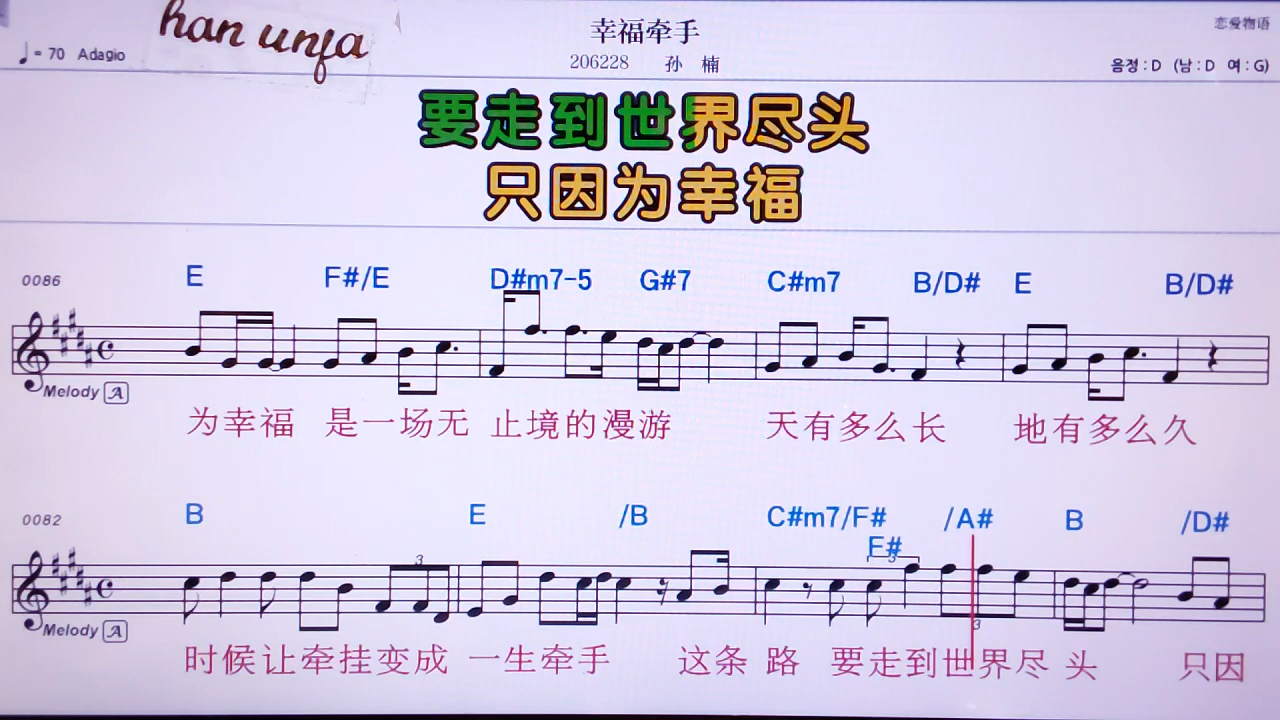 han unfa
幸福牵手
恋爱物语
♩= 70 Adagio
206228 孙 楠
음정 : D (남 : D 여 : G)
要走到世界尽头
只因为幸福
0086 E F#/E D#m7-5 G#7 C#m7 B/D# E B/D#
Melody A
为幸福 是一场无 止境的漫游 天有多么长 地有多么久
0082 B E /B C#m7/F# /A# B /D#
F#
3 3 3
Melody A
时候让牵挂变成 一生牵手 这条 路 要走到世界尽 头 只因